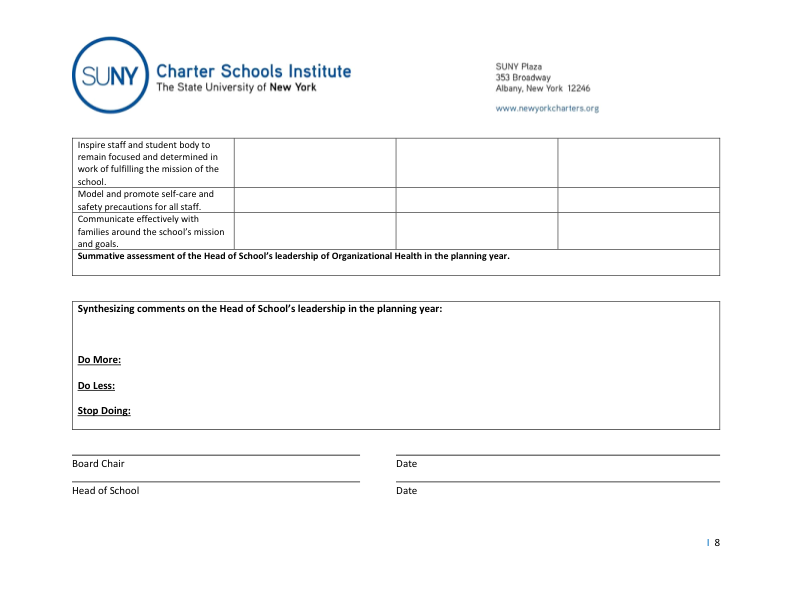 SUNY
Charter Schools Institute
The State University of New York
SUNY Plaza
353 Broadway
Albany, New York 12246
www.newyorkcharters.org
Inspire staff and student body to
remain focused and determined in
work of fulfilling the mission of the
school.
Model and promote self-care and
safety precautions for all staff.
Communicate effectively with
families around the school’s mission
and goals.
Summative assessment of the Head of School’s leadership of Organizational Health in the planning year.
Synthesizing comments on the Head of School’s leadership in the planning year:
Do More:
Do Less:
Stop Doing:
Board Chair
Date
Head of School
Date
I 8